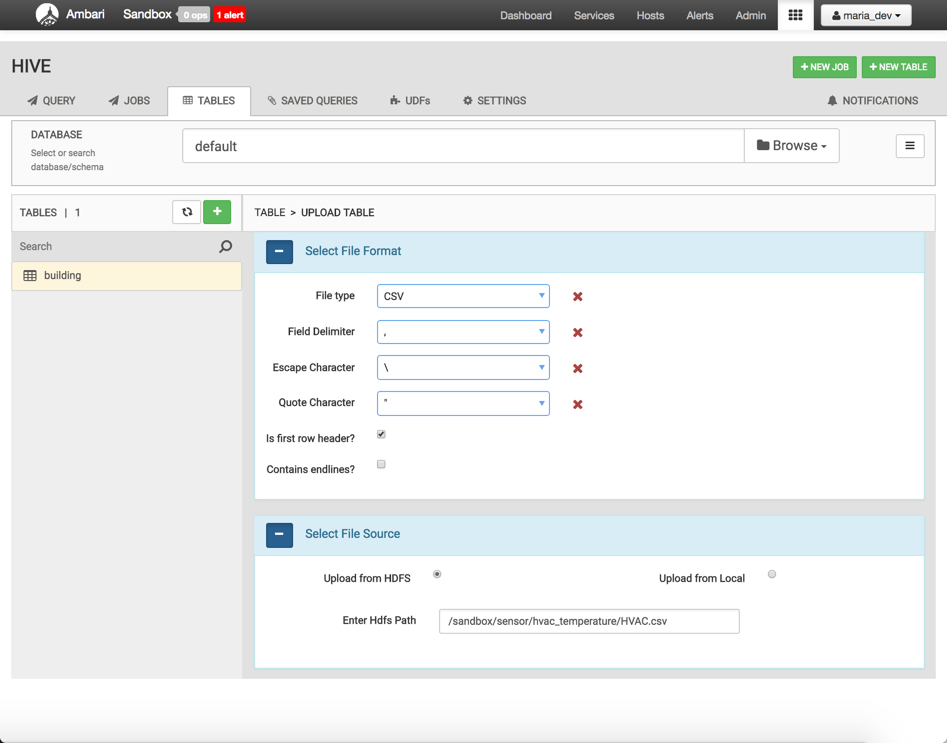 Ambari Sandbox 0 ops 1 alert Dashboard Services Hosts Alerts Admin maria_dev
HIVE + NEW JOB + NEW TABLE
QUERY JOBS TABLES SAVED QUERIES UDFs SETTINGS NOTIFICATIONS
DATABASE
Select or search
database/schema
default Browse
TABLES | 1
Search
building
TABLE > UPLOAD TABLE
Select File Format
File type CSV
Field Delimiter ,
Escape Character \
Quote Character "
Is first row header?
Contains endlines?
Select File Source
Upload from HDFS Upload from Local
Enter Hdfs Path /sandbox/sensor/hvac_temperature/HVAC.csv